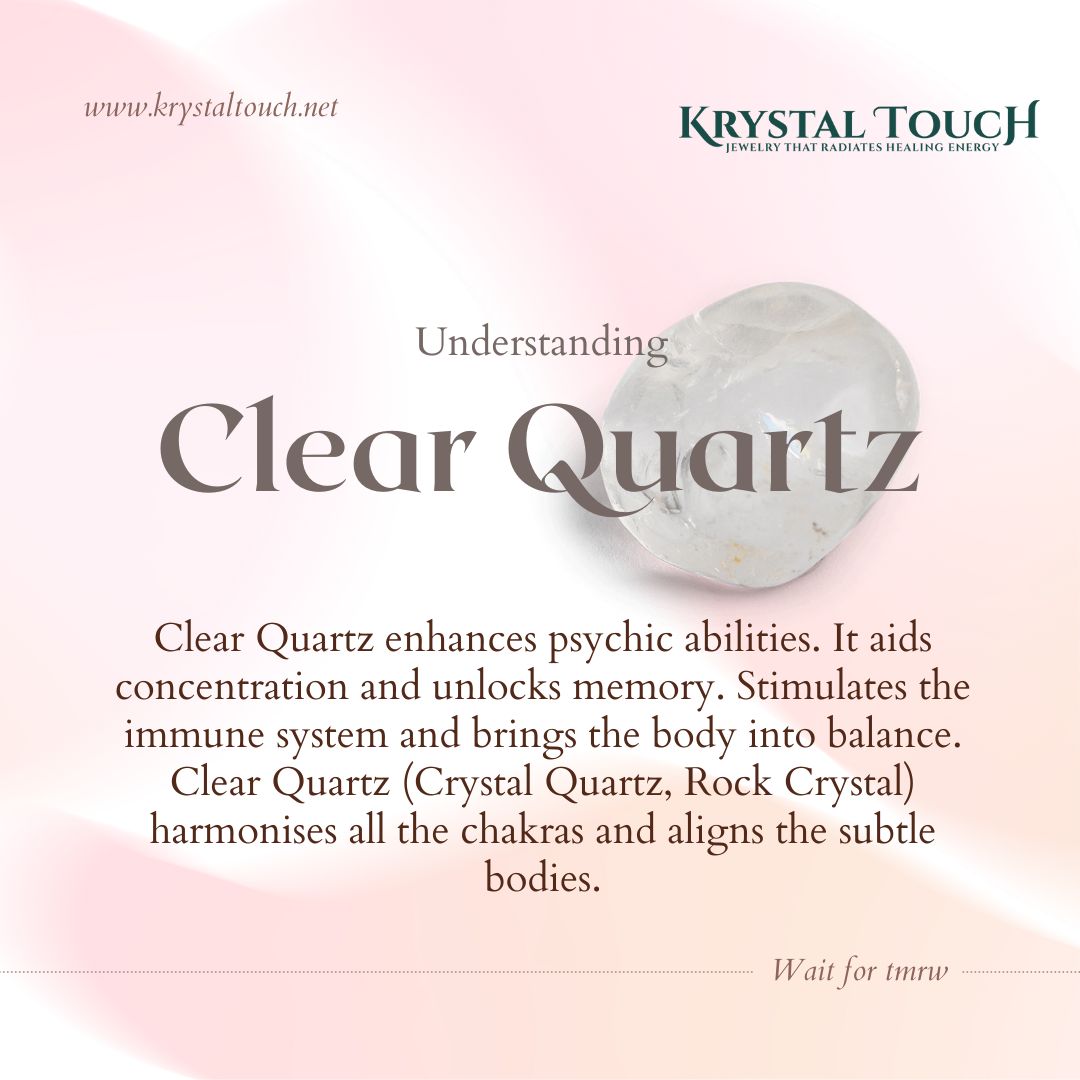 www.krystaltouch.net
KRYSTAL TOUCH
JEWELRY THAT RADIATES HEALING ENERGY
Understanding
Clear Quartz
Clear Quartz enhances psychic abilities. It aids
concentration and unlocks memory. Stimulates the
immune system and brings the body into balance.
Clear Quartz (Crystal Quartz, Rock Crystal)
harmonises all the chakras and aligns the subtle
bodies.
Wait for tmrw